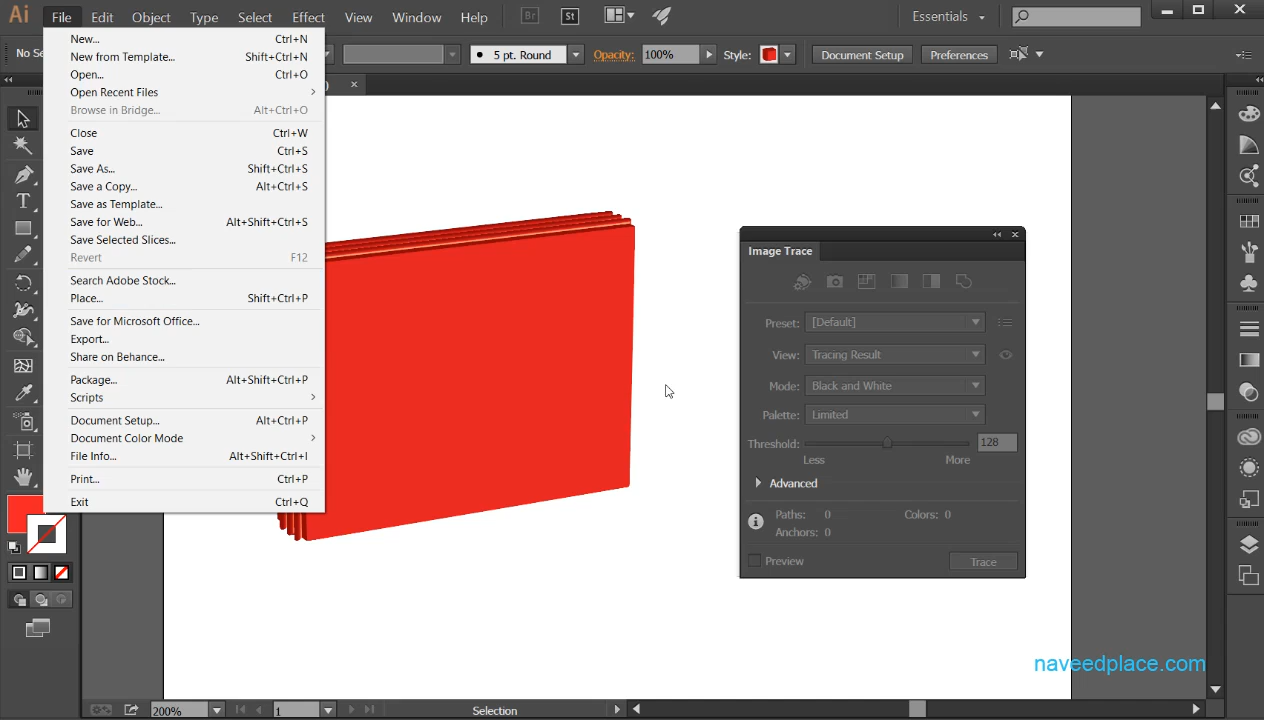 Ai File Edit Object Type Select Effect View Window Help Br St Essentials
No Se 5 pt. Round Opacity: 100% Style: Document Setup Preferences
New... Ctrl+N
New from Template... Shift+Ctrl+N
Open... Ctrl+O
Open Recent Files
Browse in Bridge... Alt+Ctrl+O
Close Ctrl+W
Save Ctrl+S
Save As... Shift+Ctrl+S
Save a Copy... Alt+Ctrl+S
Save as Template...
Save for Web... Alt+Shift+Ctrl+S
Save Selected Slices...
Revert F12
Search Adobe Stock...
Place... Shift+Ctrl+P
Save for Microsoft Office...
Export...
Share on Behance...
Package... Alt+Shift+Ctrl+P
Scripts
Document Setup... Alt+Ctrl+P
Document Color Mode
File Info... Alt+Shift+Ctrl+I
Print... Ctrl+P
Exit Ctrl+Q
Image Trace
Preset: [Default]
View: Tracing Result
Mode: Black and White
Palette: Limited
Threshold: 128
Less More
Advanced
Paths: 0 Colors: 0
Anchors: 0
Preview Trace
naveedplace.com
200% 1 Selection